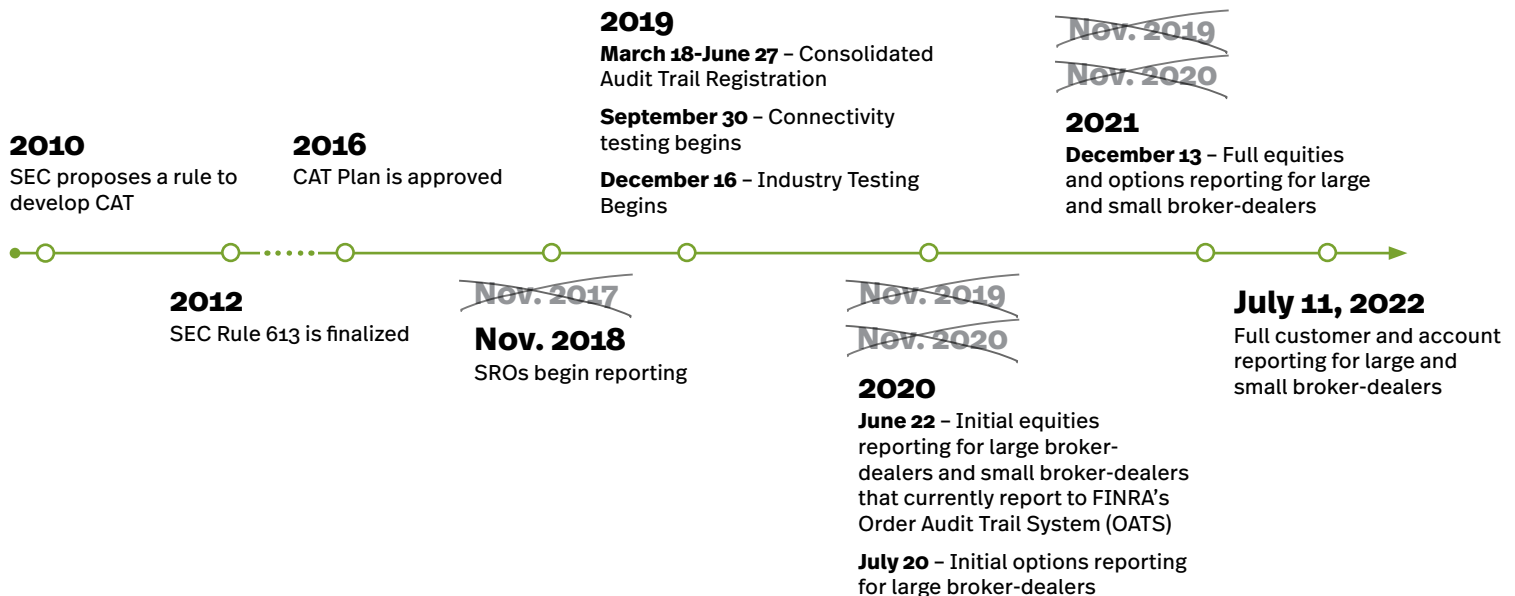 2010
SEC proposes a rule to
develop CAT
2012
SEC Rule 613 is finalized
2016
CAT Plan is approved
Nov. 2017
Nov. 2018
SROs begin reporting
2019
March 18-June 27 – Consolidated
Audit Trail Registration
September 30 – Connectivity
testing begins
December 16 – Industry Testing
Begins
Nov. 2019
Nov. 2020
2020
June 22 – Initial equities
reporting for large broker-
dealers and small broker-dealers
that currently report to FINRA’s
Order Audit Trail System (OATS)
July 20 – Initial options reporting
for large broker-dealers
Nov. 2019
Nov. 2020
2021
December 13 – Full equities
and options reporting for large
and small broker-dealers
July 11, 2022
Full customer and account
reporting for large and
small broker-dealers